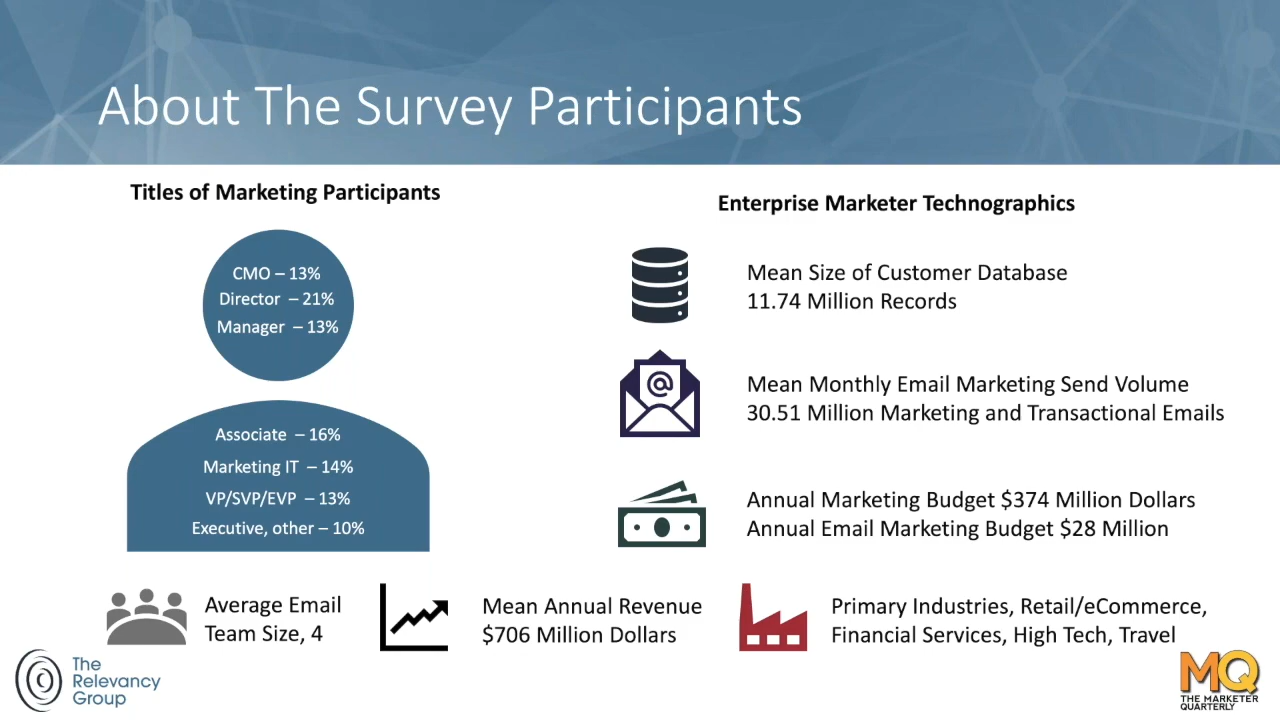 About The Survey Participants
Titles of Marketing Participants
CMO – 13%
Director – 21%
Manager – 13%
Associate – 16%
Marketing IT – 14%
VP/SVP/EVP – 13%
Executive, other – 10%
Enterprise Marketer Technographics
Mean Size of Customer Database
11.74 Million Records
@
Mean Monthly Email Marketing Send Volume
30.51 Million Marketing and Transactional Emails
Annual Marketing Budget $374 Million Dollars
Annual Email Marketing Budget $28 Million
Average Email
Team Size, 4
Mean Annual Revenue
$706 Million Dollars
Primary Industries, Retail/eCommerce,
Financial Services, High Tech, Travel
The
Relevancy
Group
MQ
THE MARKETER
QUARTERLY